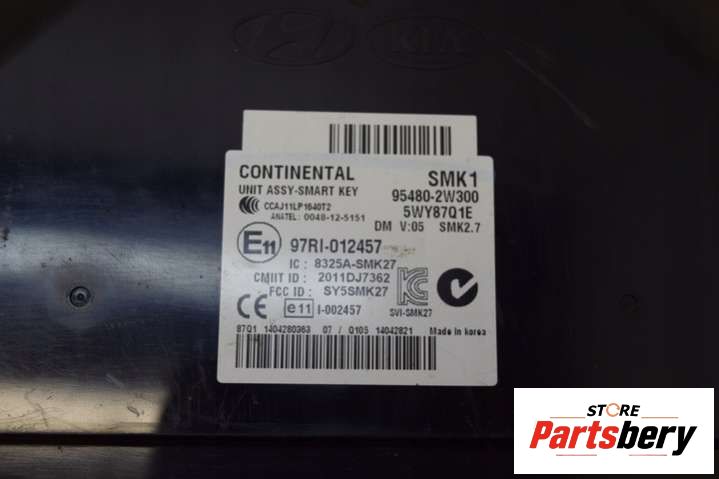 KIA
CONTINENTAL
UNIT ASSY-SMART KEY
CCAJ11LP1640T2
ANATEL: 0048-12-5151
SMK1
95480-2W300
5WY87Q1E
DM V:05 SMK2.7
E11
97RI-012457
IC : 8325A-SMK27
CMIIT ID : 2011DJ7362
FCC ID : SY5SMK27
CE e11 I-002457
SVI-SMK27
87Q1 1404280363 07 / Q105 14042821 Made in korea
STORE
Partsbery